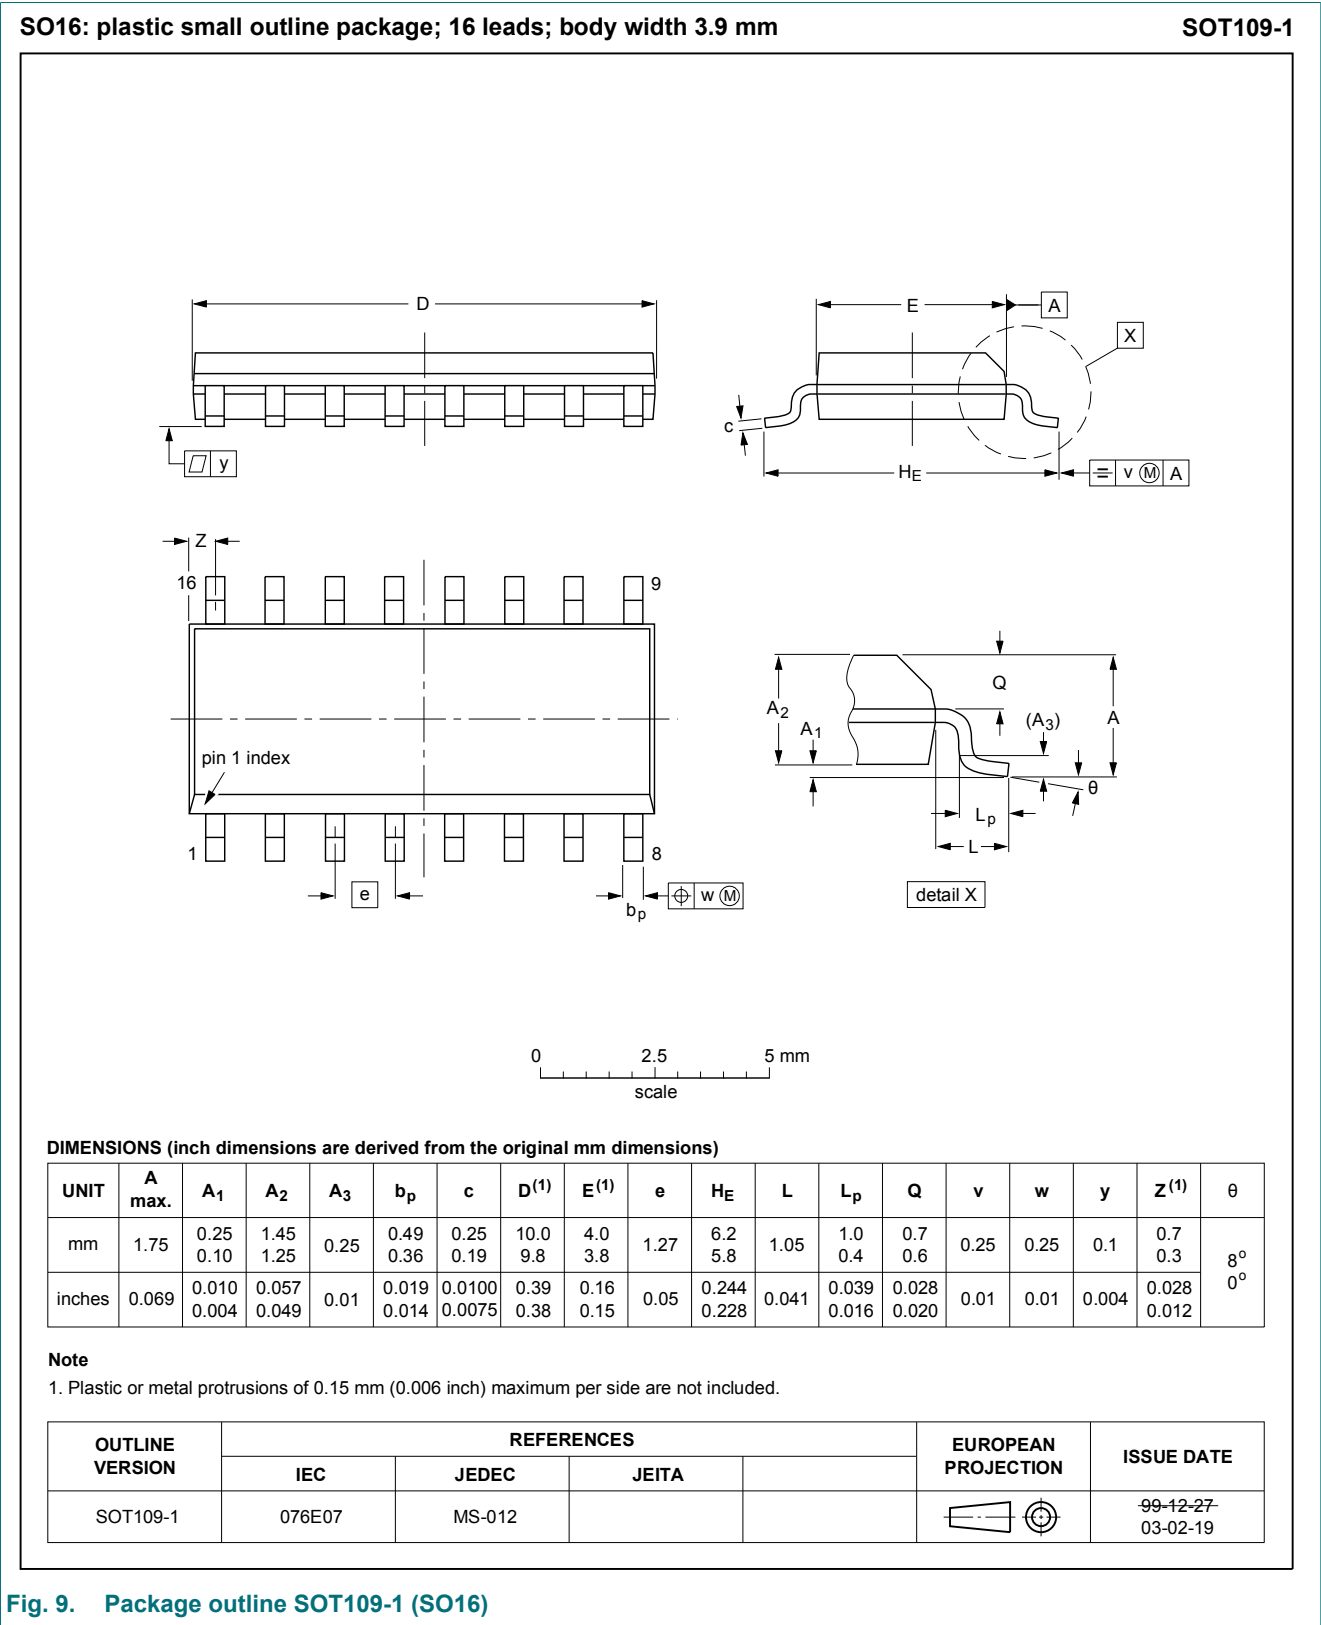 SO16: plastic small outline package; 16 leads; body width 3.9 mm SOT109-1
D
y
E
A
X
c
HE
v M A
Z
16
9
pin 1 index
1
8
e
bp
w M
A2
A1
Q
(A3)
A
θ
Lp
L
detail X
0 2.5 5 mm
scale
DIMENSIONS (inch dimensions are derived from the original mm dimensions)
UNIT A max. A1 A2 A3 bp c D(1) E(1) e HE L Lp Q v w y Z(1) θ
mm 1.75 0.25 0.10 1.45 1.25 0.25 0.49 0.36 0.25 0.19 10.0 9.8 4.0 3.8 1.27 6.2 5.8 1.05 1.0 0.4 0.7 0.6 0.25 0.25 0.1 0.7 0.3 8° 0°
inches 0.069 0.010 0.004 0.057 0.049 0.01 0.019 0.014 0.0100 0.0075 0.39 0.38 0.16 0.15 0.05 0.244 0.228 0.041 0.039 0.016 0.028 0.020 0.01 0.01 0.004 0.028 0.012
Note
1. Plastic or metal protrusions of 0.15 mm (0.006 inch) maximum per side are not included.
OUTLINE VERSION REFERENCES EUROPEAN PROJECTION ISSUE DATE
IEC JEDEC JEITA
SOT109-1 076E07 MS-012 99-12-27
03-02-19
Fig. 9. Package outline SOT109-1 (SO16)